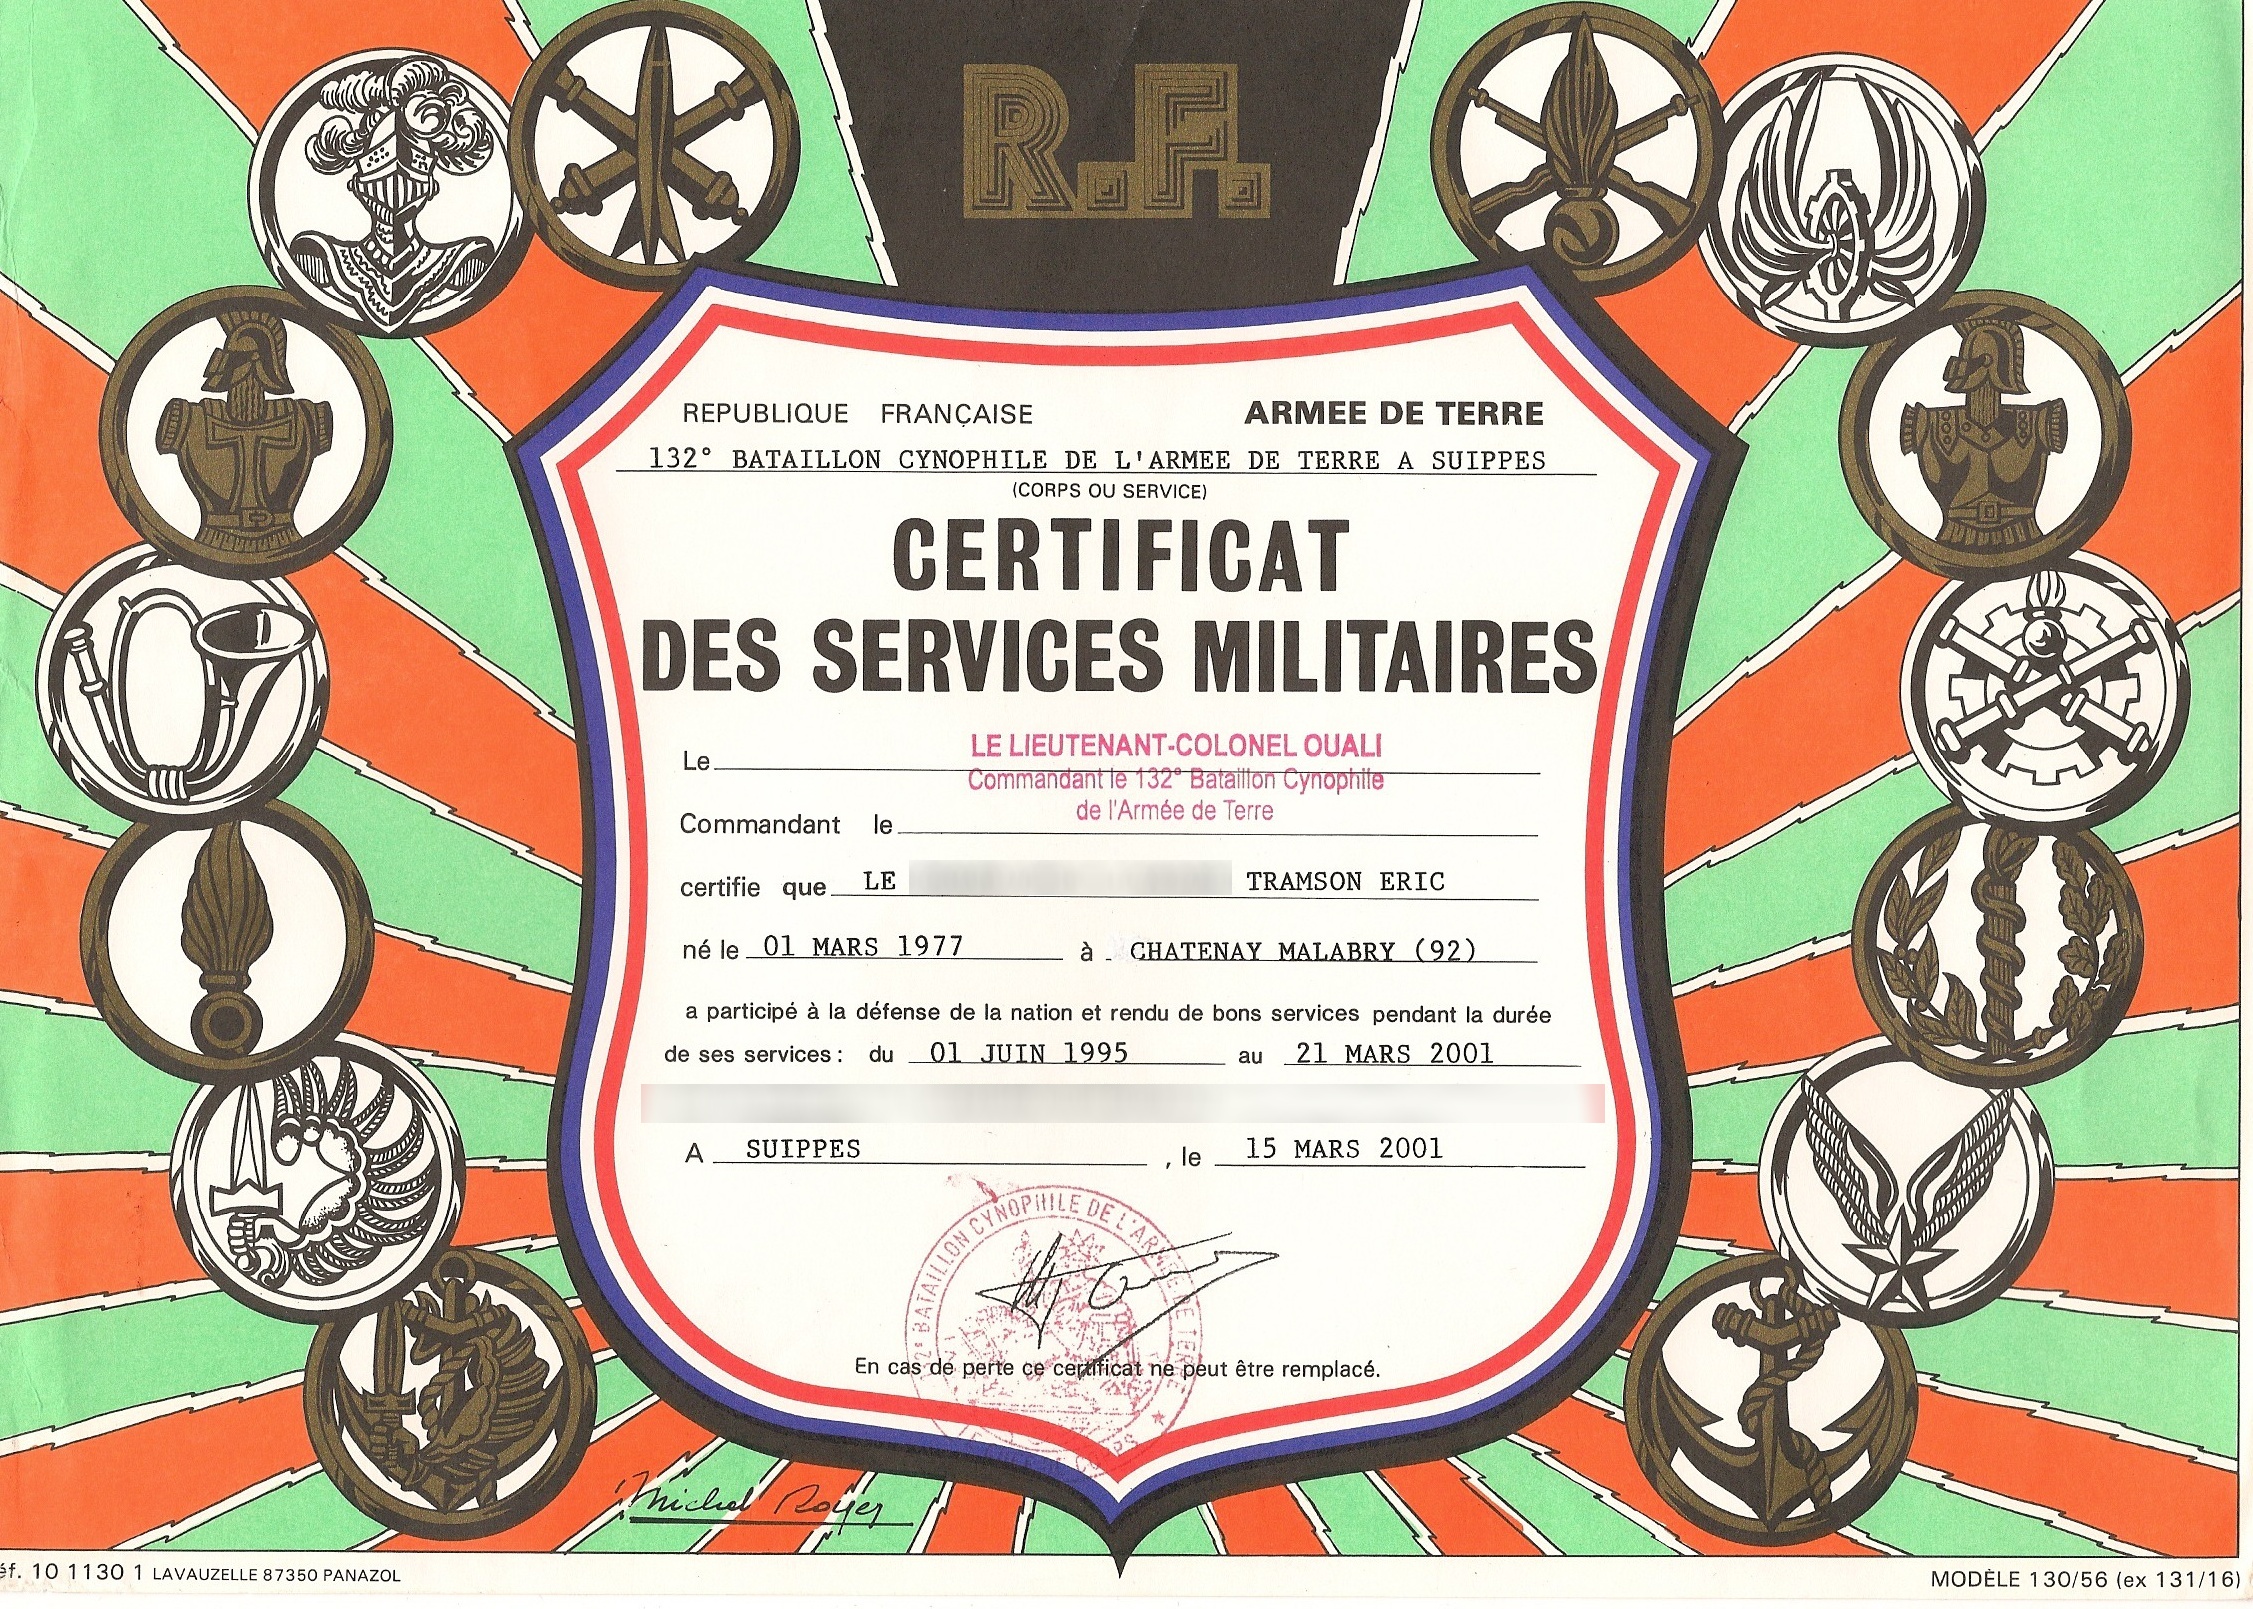 R.F.
REPUBLIQUE FRANÇAISE ARMEE DE TERRE
132° BATAILLON CYNOPHILE DE L'ARMEE DE TERRE A SUIPPES
(CORPS OU SERVICE)
CERTIFICAT
DES SERVICES MILITAIRES
LE LIEUTENANT-COLONEL OUALI
Le
Commandant le 132° Bataillon Cynophile
de l'Armée de Terre
Commandant le
certifie que LE TRAMSON ERIC
né le 01 MARS 1977 à CHATENAY MALABRY (92)
a participé à la défense de la nation et rendu de bons services pendant la durée
de ses services : du 01 JUIN 1995 au 21 MARS 2001
A SUIPPES , le 15 MARS 2001
BATAILLON CYNOPHILE DE L'ARMEE DE TERRE
En cas de perte ce certificat ne peut être remplacé.
Michel Royer
éf. 10 1130 1 LAVAUZELLE 87350 PANAZOL
MODÈLE 130/56 (ex 131/16)